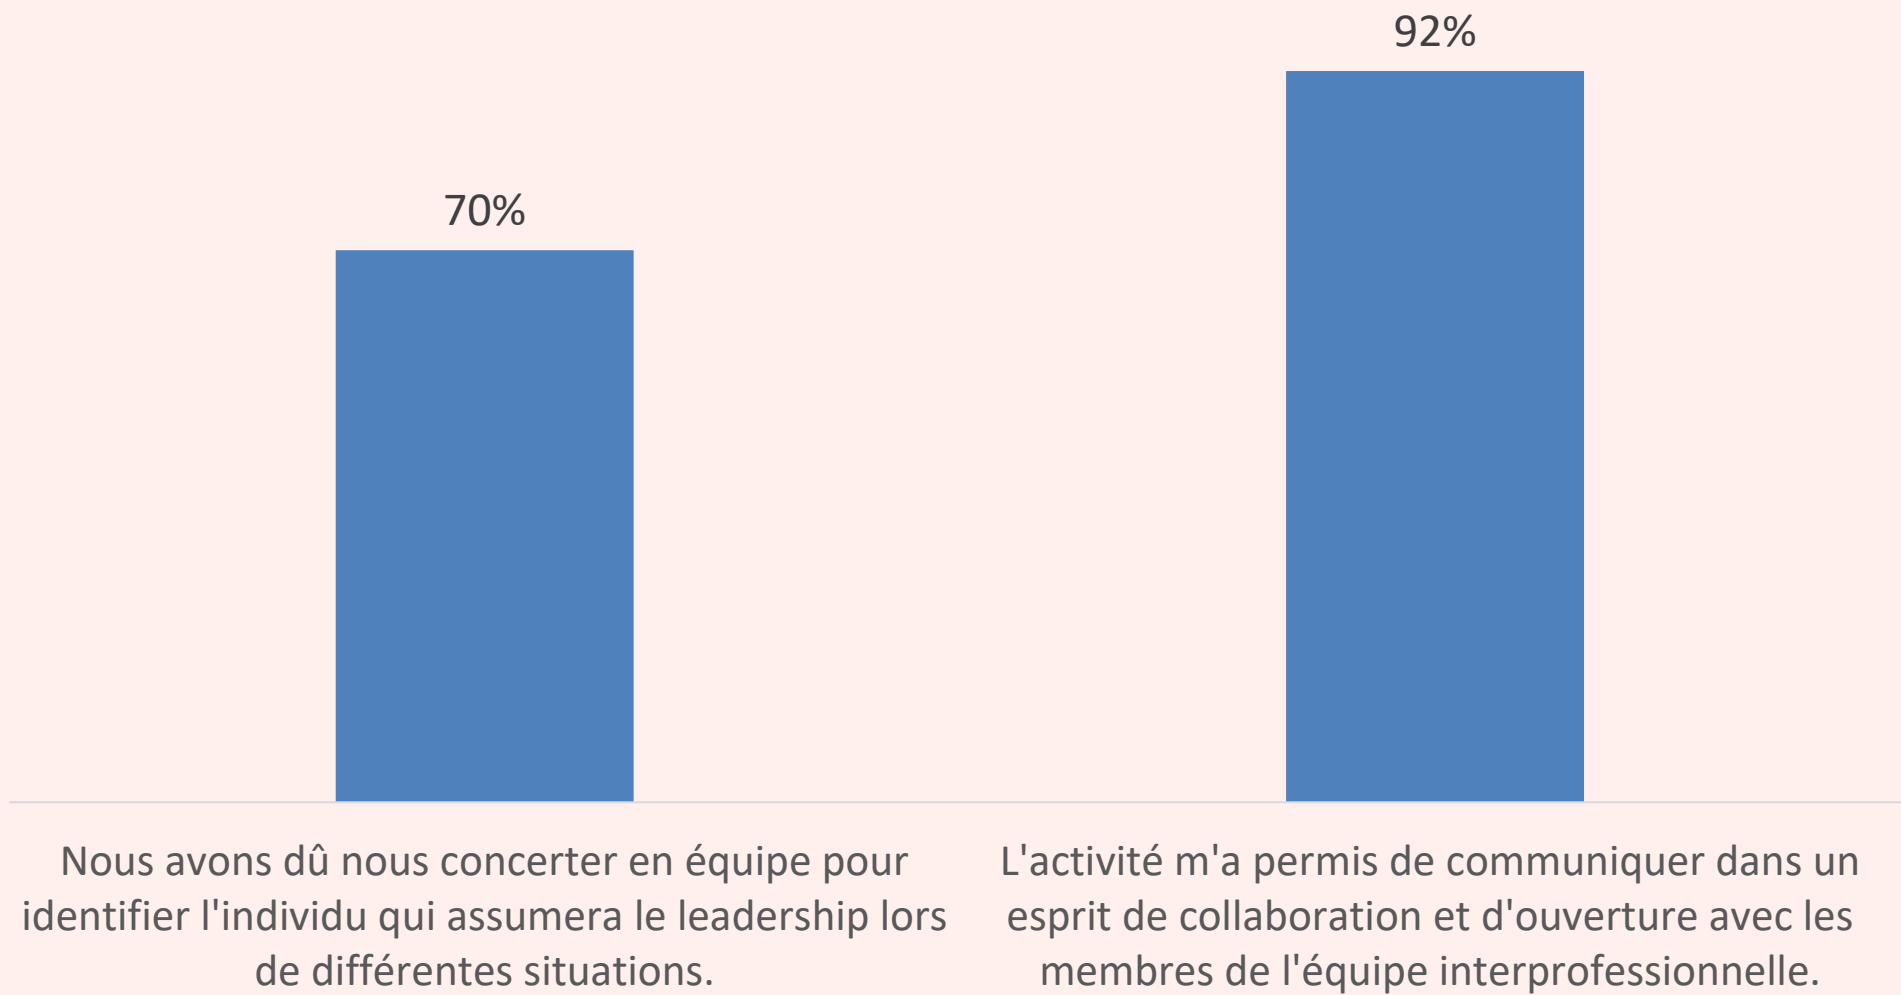 92%
70%
Nous avons dû nous concerter en équipe pour
identifier l'individu qui assumera le leadership lors
de différentes situations.
L'activité m'a permis de communiquer dans un
esprit de collaboration et d'ouverture avec les
membres de l'équipe interprofessionnelle.